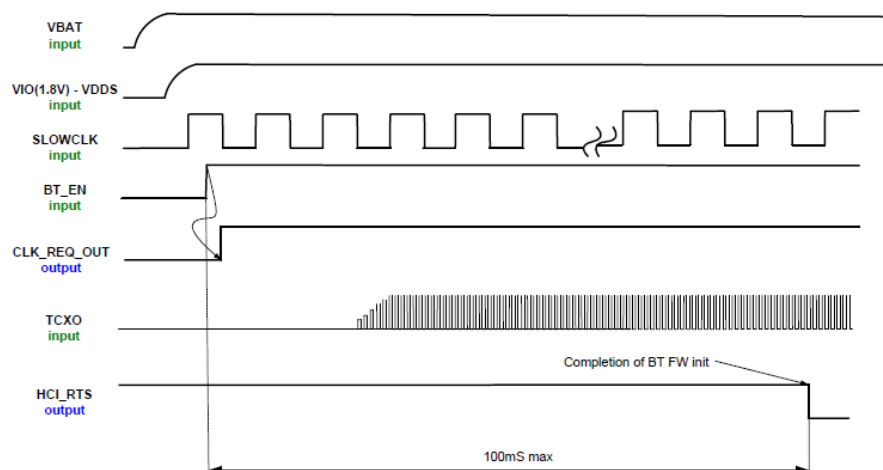 VBAT
input
VIO(1.8V) - VDDS
input
SLOWCLK
input
BT_EN
input
CLK_REQ_OUT
output
TCXO
input
Completion of BT FW init
HCI_RTS
output
100mS max